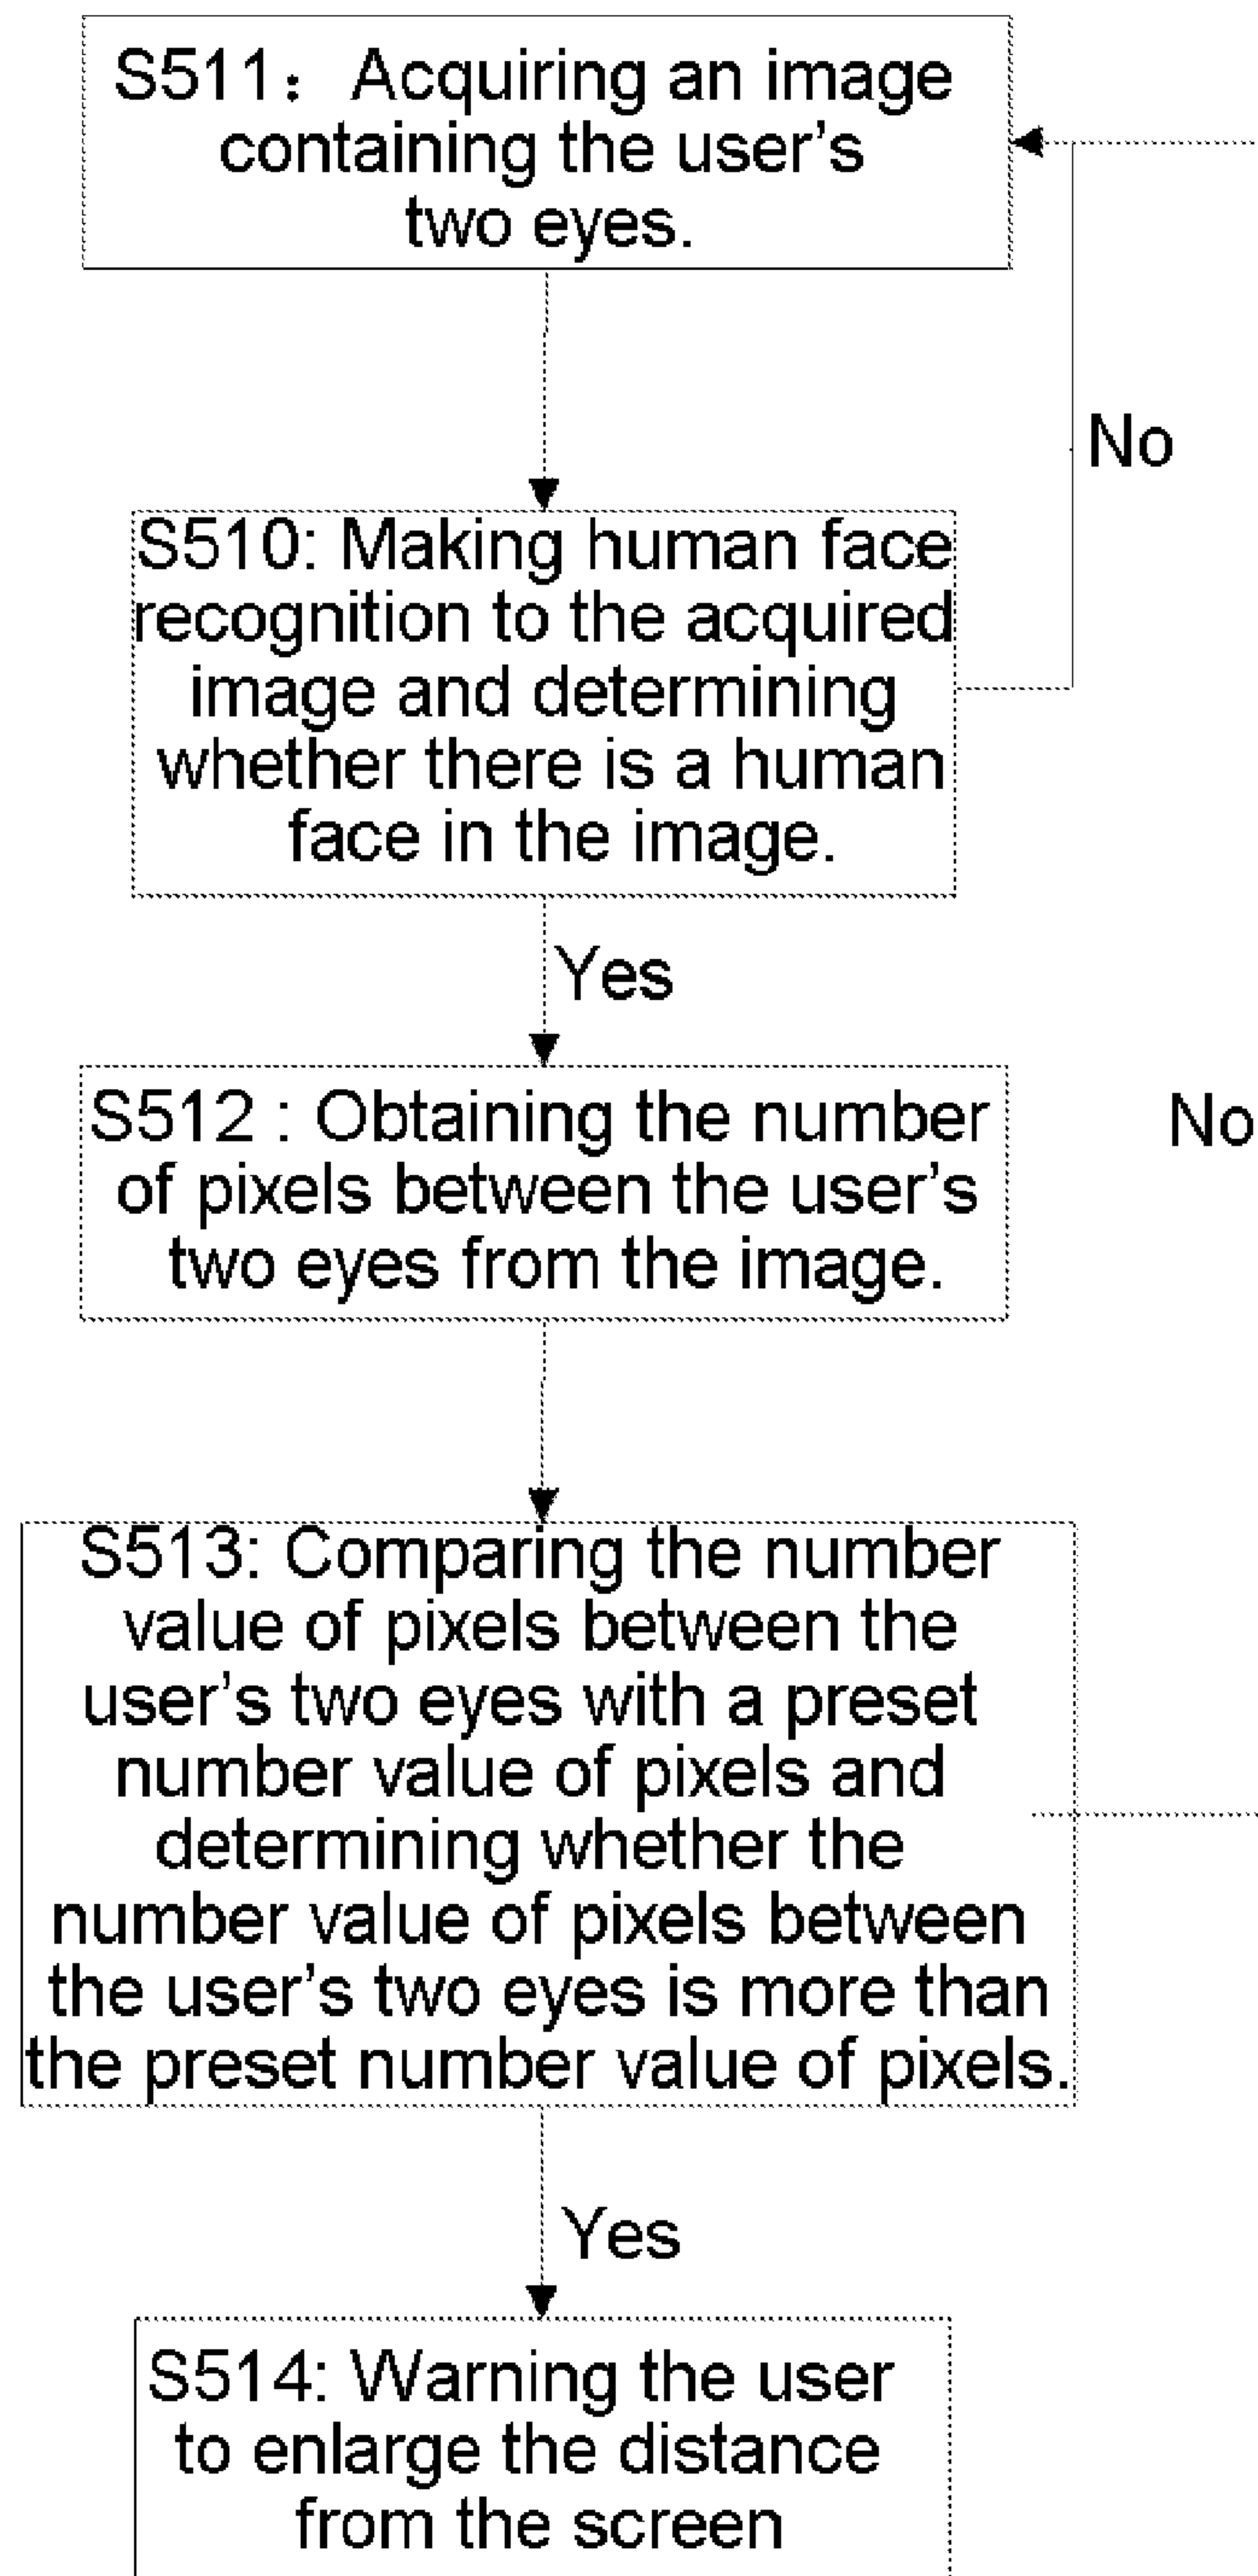 S511：Acquiring an image
containing the user's
two eyes.
No
S510: Making human face
recognition to the acquired
image and determining
whether there is a human
face in the image.
Yes
S512 : Obtaining the number
of pixels between the user's
two eyes from the image.
No
S513: Comparing the number
value of pixels between the
user's two eyes with a preset
number value of pixels and
determining whether the
number value of pixels between
the user's two eyes is more than
the preset number value of pixels.
Yes
S514: Warning the user
to enlarge the distance
from the screen